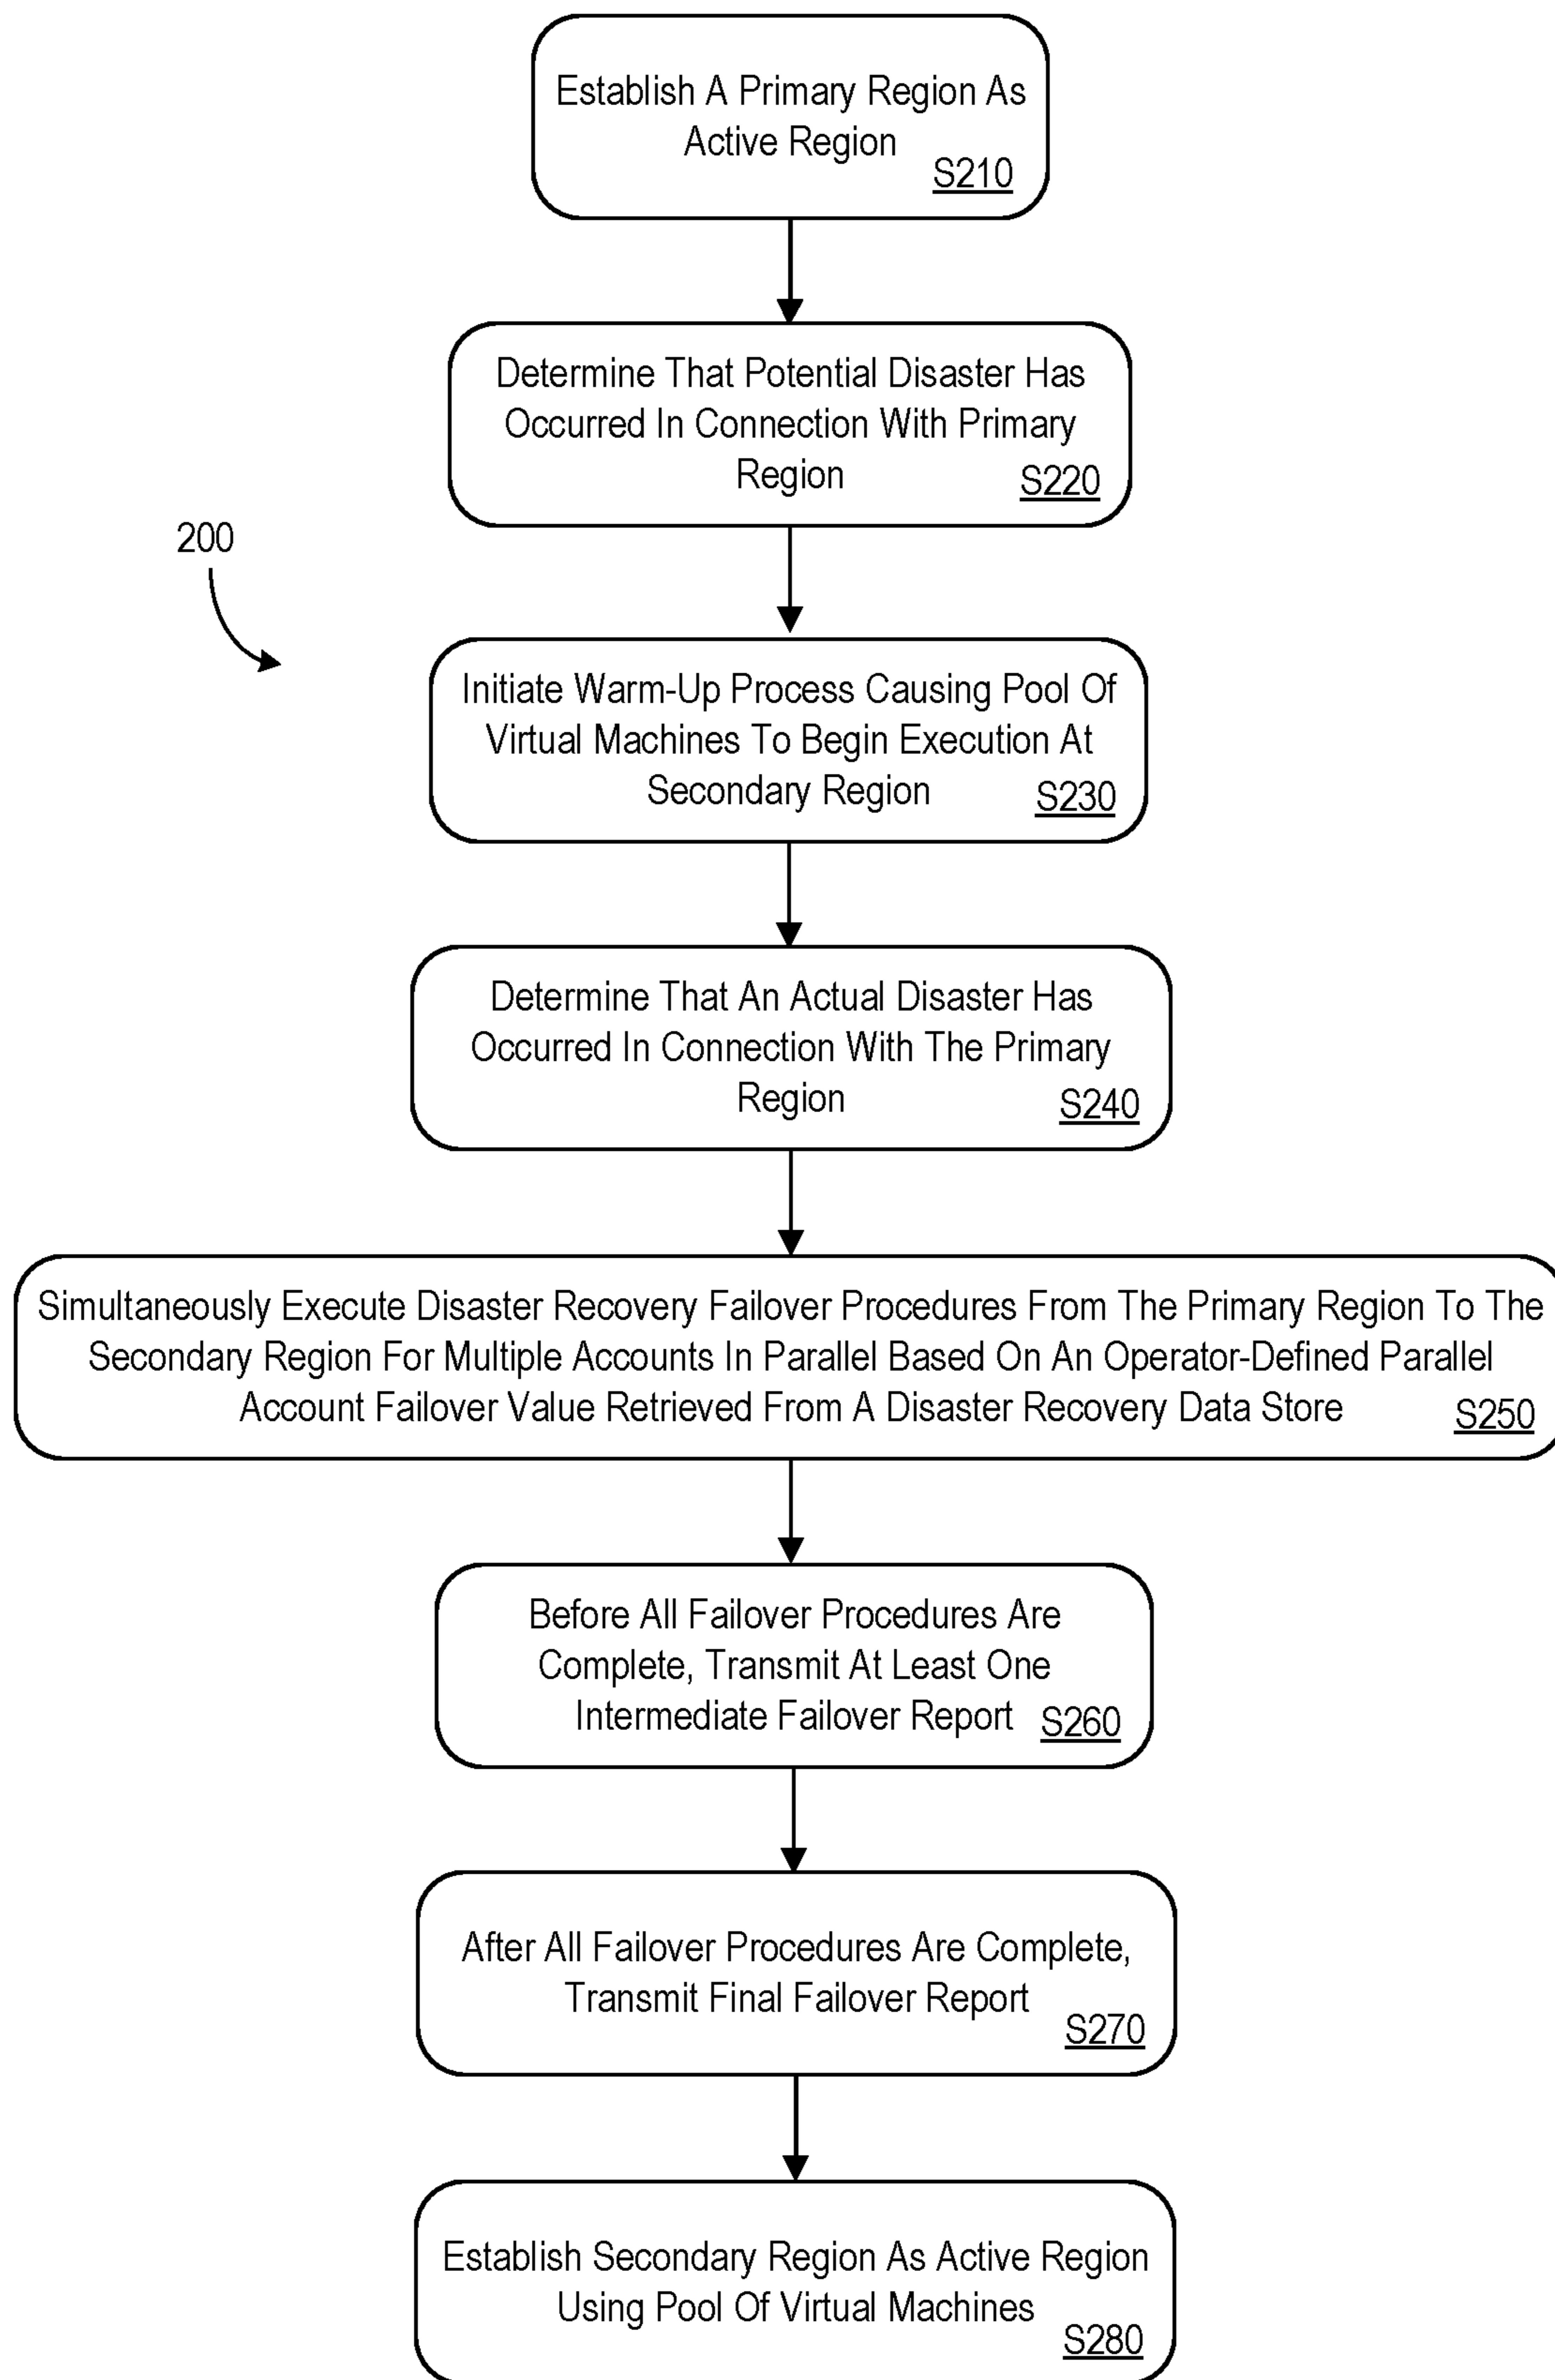 Establish A Primary Region As
Active Region
S210
Determine That Potential Disaster Has
Occurred In Connection With Primary
Region
S220
200
Initiate Warm-Up Process Causing Pool Of
Virtual Machines To Begin Execution At
Secondary Region
S230
Determine That An Actual Disaster Has
Occurred In Connection With The Primary
Region
S240
Simultaneously Execute Disaster Recovery Failover Procedures From The Primary Region To The
Secondary Region For Multiple Accounts In Parallel Based On An Operator-Defined Parallel
Account Failover Value Retrieved From A Disaster Recovery Data Store
S250
Before All Failover Procedures Are
Complete, Transmit At Least One
Intermediate Failover Report
S260
After All Failover Procedures Are Complete,
Transmit Final Failover Report
S270
Establish Secondary Region As Active Region
Using Pool Of Virtual Machines
S280